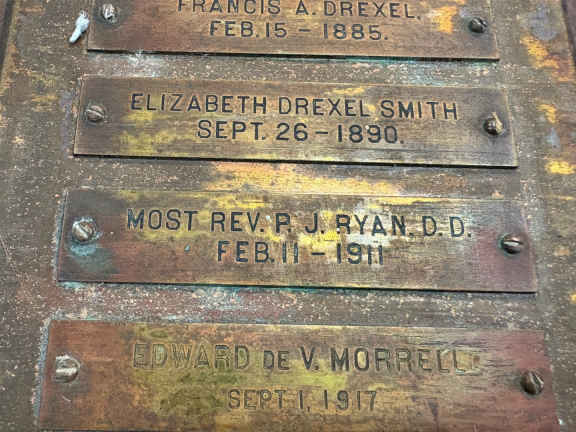 FRANCIS A. DREXEL,
FEB. 15 - 1885.
ELIZABETH DREXEL SMITH
SEPT. 26 - 1890.
MOST REV. P. J. RYAN. D. D.
FEB. 11 - 1911
EDWARD DE V. MORRELL
SEPT 1, 1917